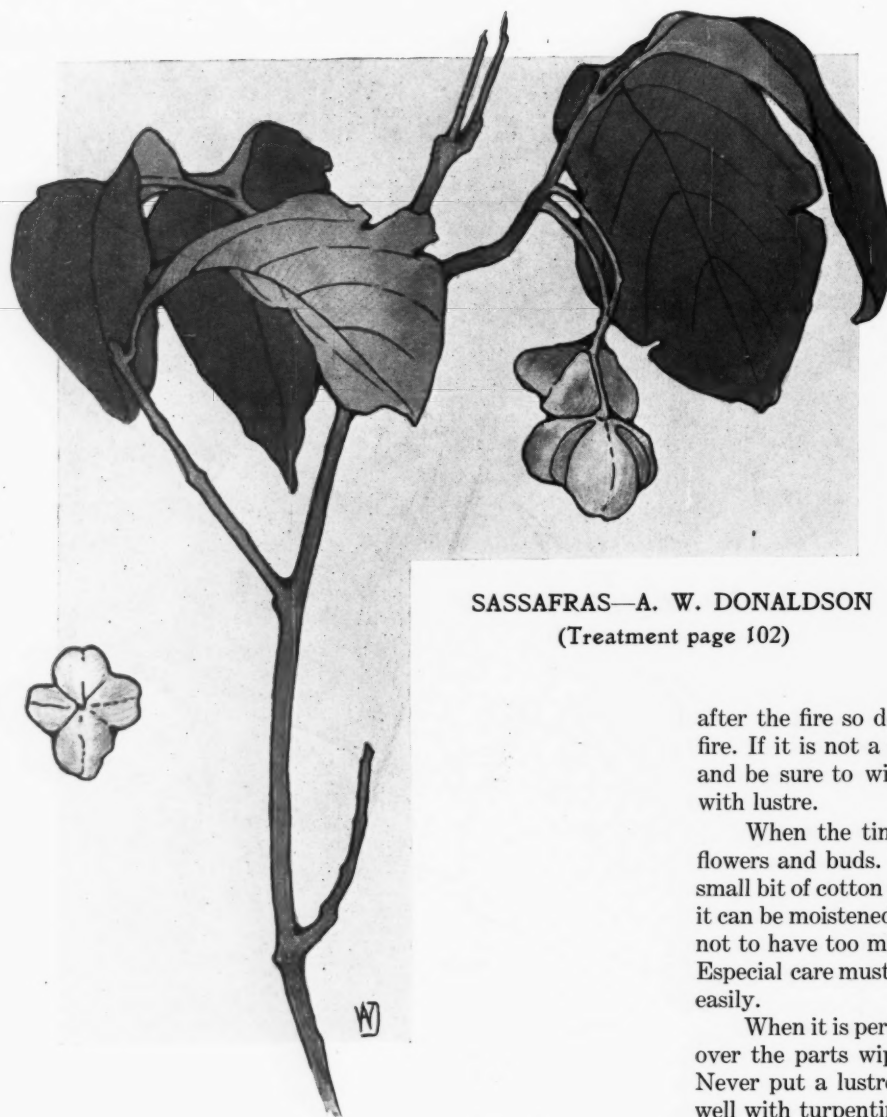 SASSAFRAS—A. W. DONALDSON
(Treatment page 102)
after the fire so d
fire. If it is not a
and be sure to wi
with lustre.
When the tin
flowers and buds.
small bit of cotton
it can be moistened
not to have too m
Especial care must
easily.
When it is per
over the parts wip
Never put a lustre
well with turpentin